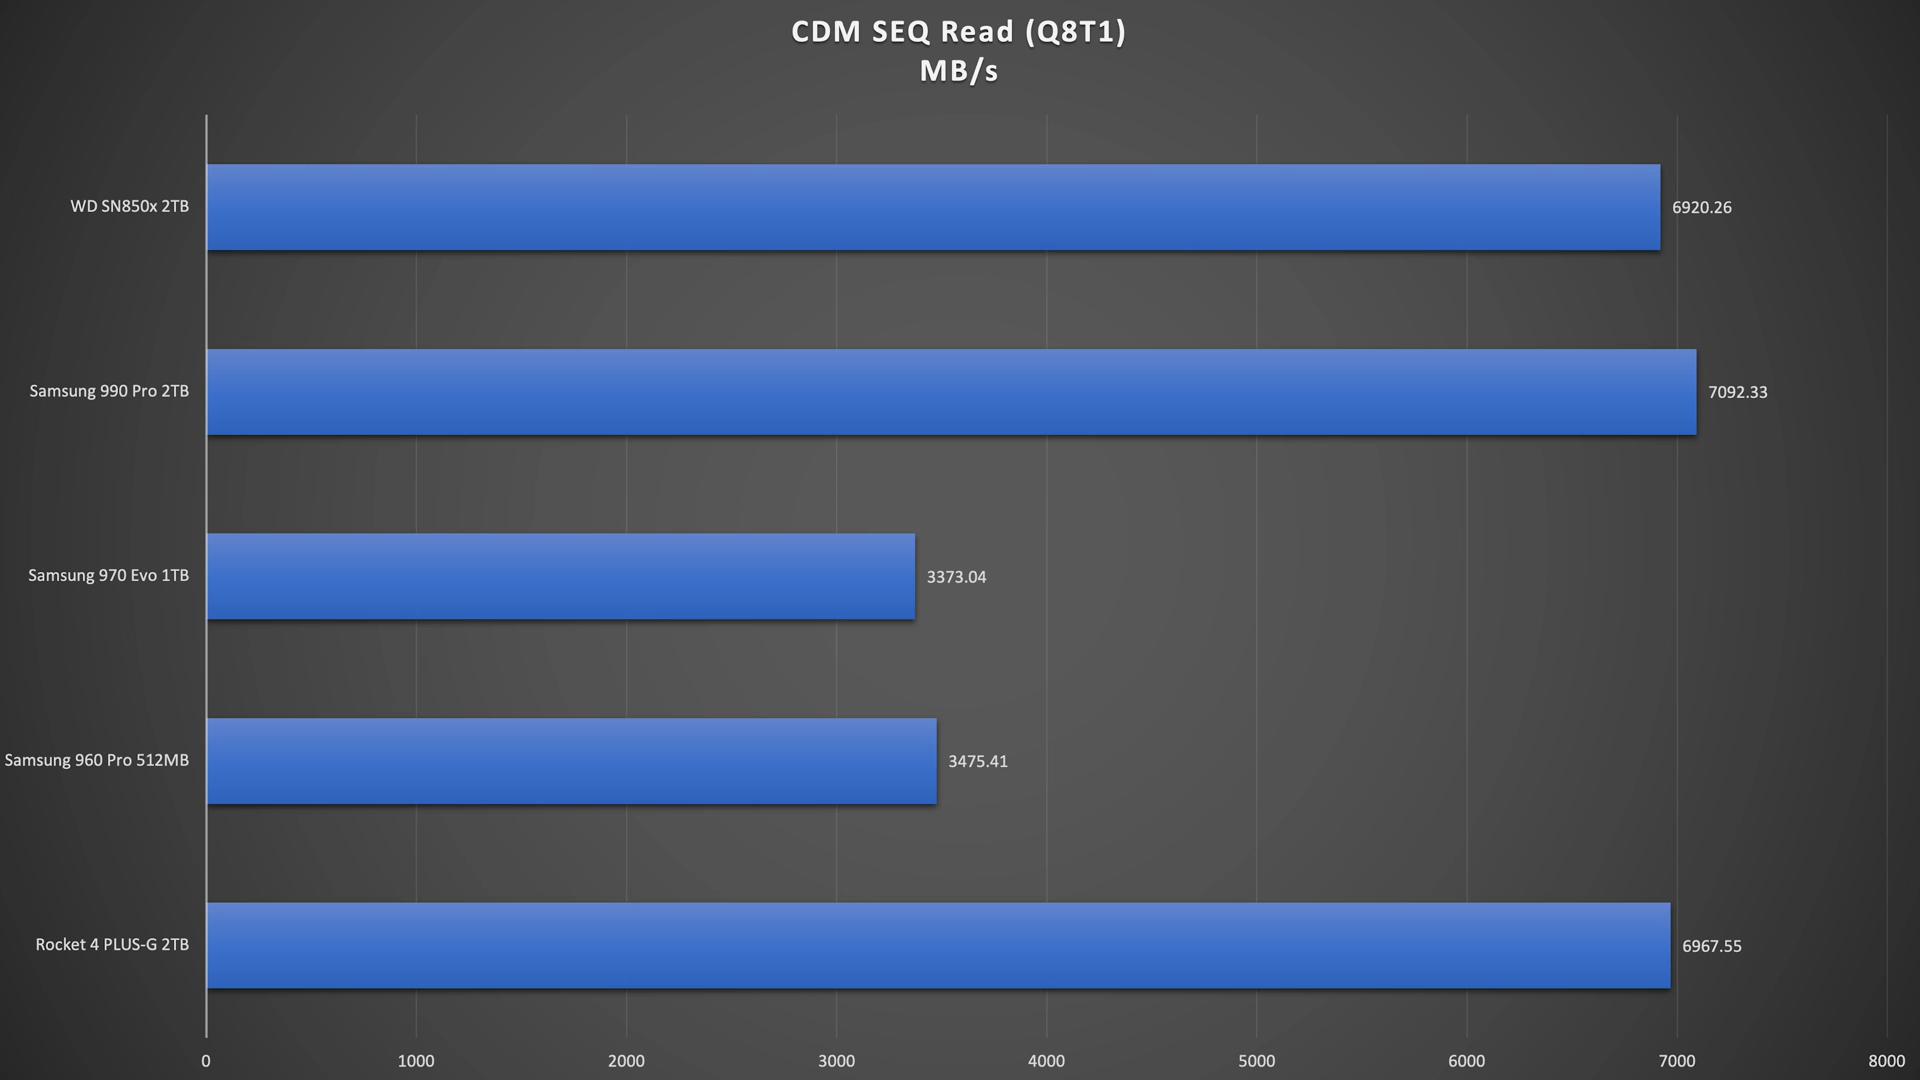 CDM SEQ Read (Q8T1)
MB/s
WD SN850x 2TB
6920.26
Samsung 990 Pro 2TB
7092.33
Samsung 970 Evo 1TB
3373.04
Samsung 960 Pro 512MB
3475.41
Rocket 4 PLUS-G 2TB
6967.55
0 1000 2000 3000 4000 5000 6000 7000 8000